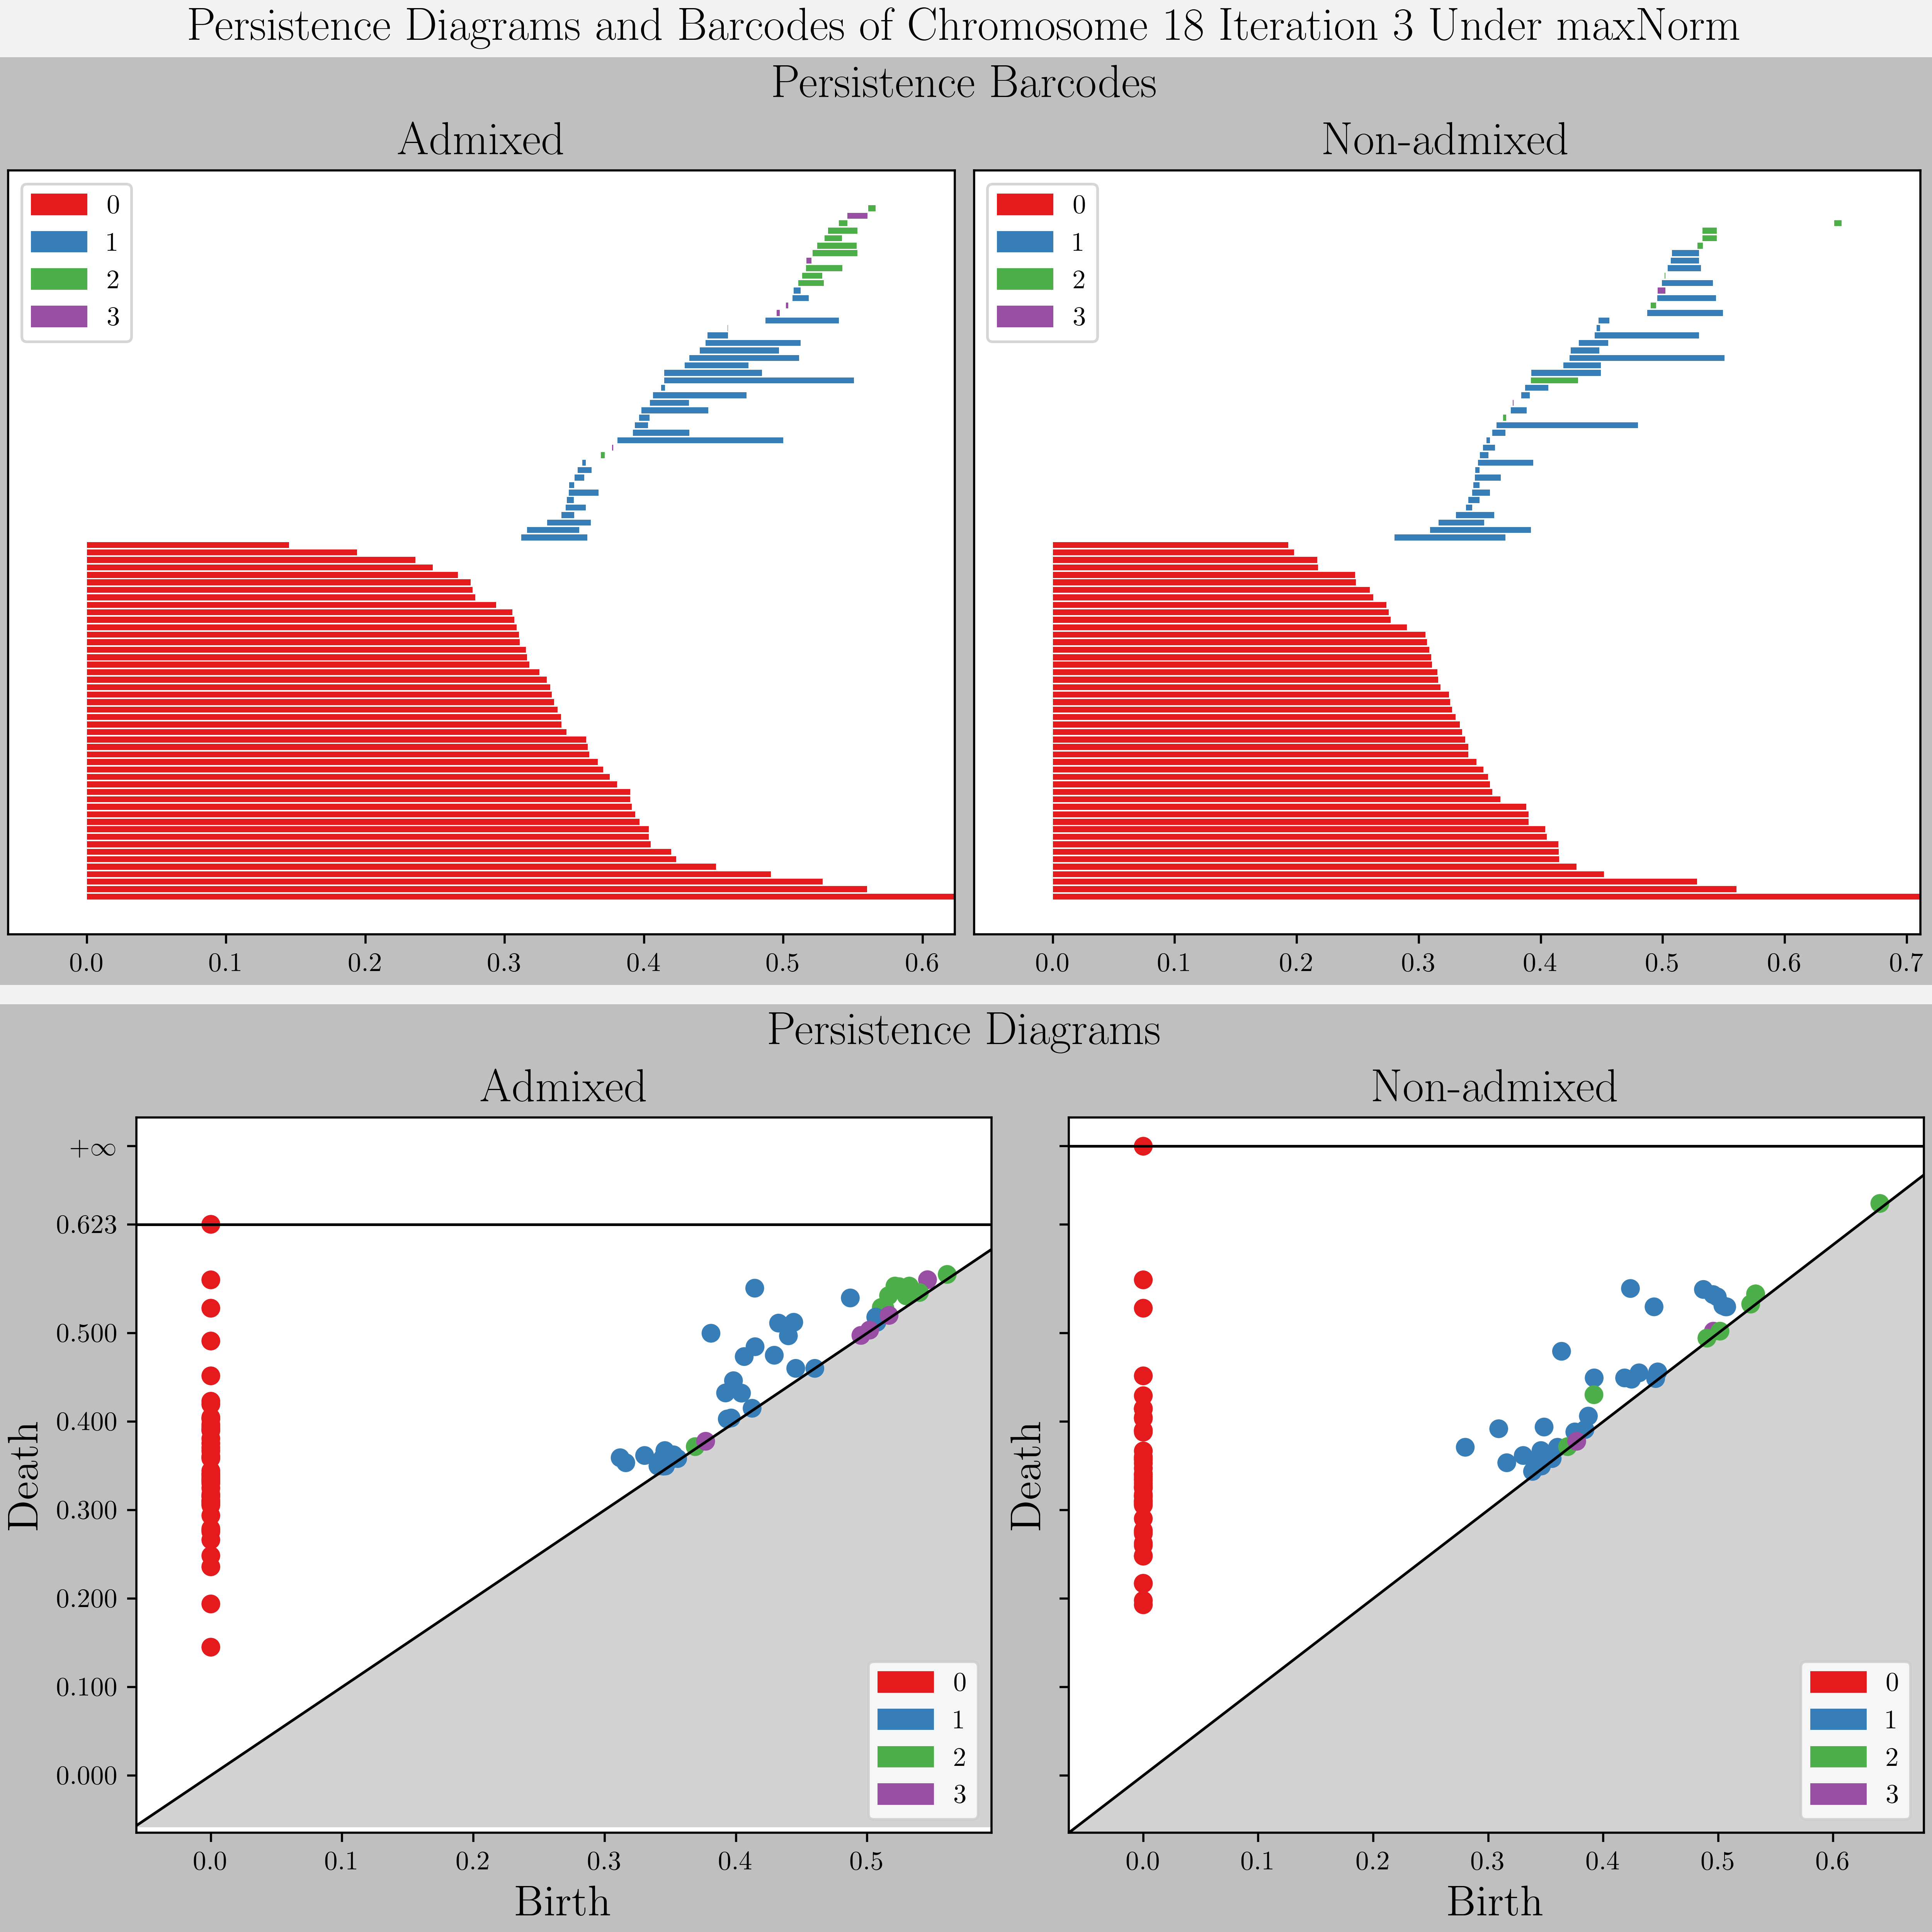 Persistence Diagrams and Barcodes of Chromosome 18 Iteration 3 Under maxNorm
Persistence Barcodes
Admixed
Non-admixed
0
1
2
3
0
1
2
3
0.0 0.1 0.2 0.3 0.4 0.5 0.6
0.0 0.1 0.2 0.3 0.4 0.5 0.6 0.7
Persistence Diagrams
Admixed
Non-admixed
+∞
0.623
0.500
0.400
0.300
0.200
0.100
0.000
Death
0
1
2
3
0.0 0.1 0.2 0.3 0.4 0.5
Birth
Death
0
1
2
3
0.0 0.1 0.2 0.3 0.4 0.5 0.6
Birth